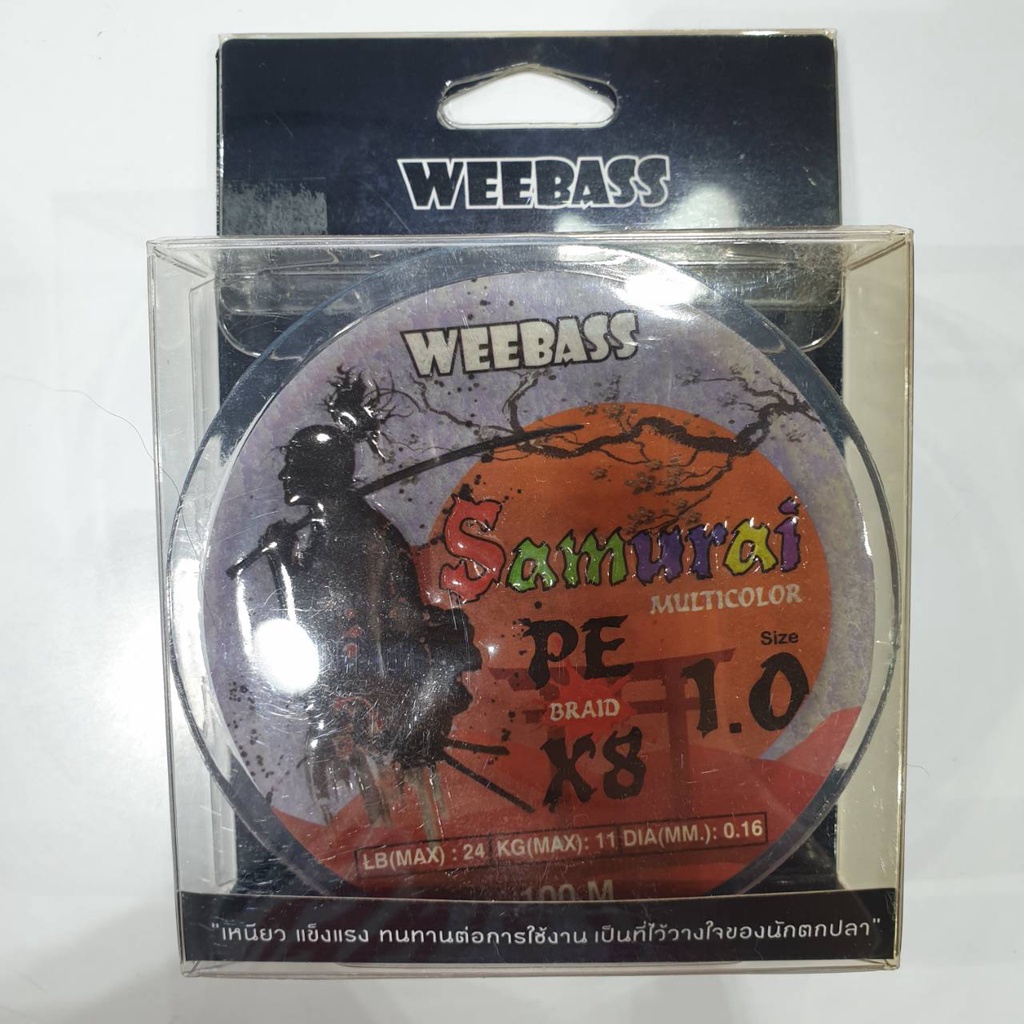 WEEBASS
WEEBASS
Samurai
MULTICOLOR
PE
BRAID
X8
Size
1.0
LB(MAX) : 24 KG(MAX): 11 DIA(MM.): 0.16
100 M
"เหนียว แข็งแรง ทนทานต่อการใช้งาน เป็นที่ไว้วางใจของนักตกปลา"